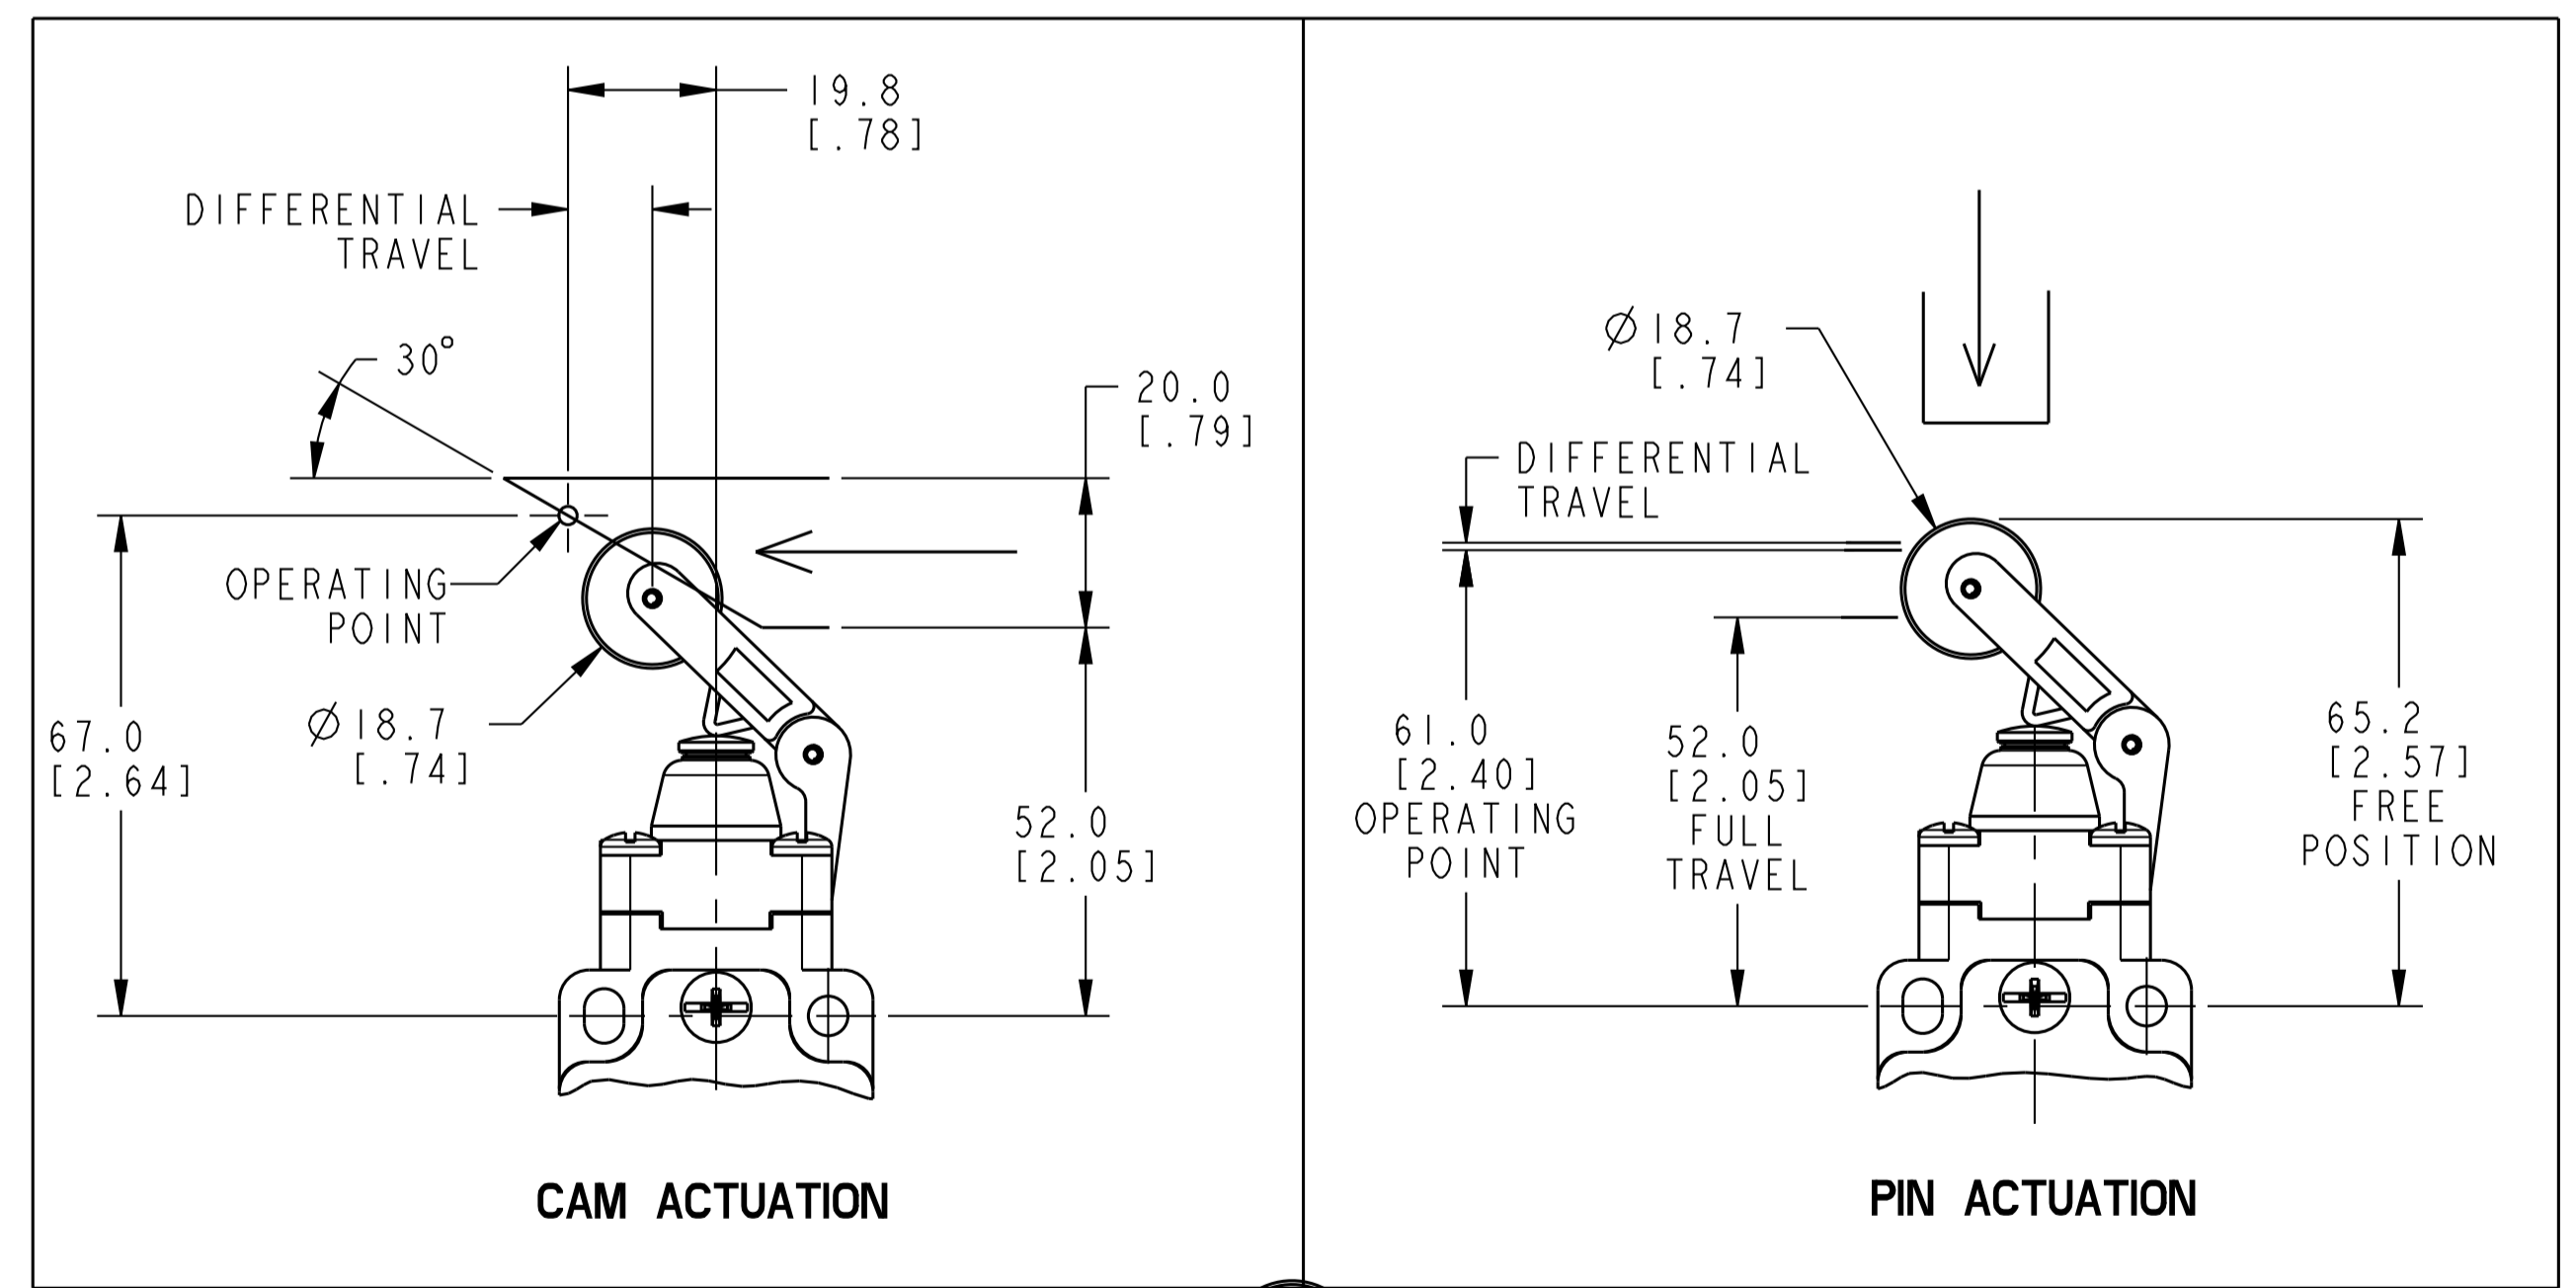 19.8
[.78]
DIFFERENTIAL
TRAVEL
30°
20.0
[.79]
OPERATING
POINT
Ø18.7
[.74]
67.0
[2.64]
52.0
[2.05]
CAM ACTUATION
Ø18.7
[.74]
DIFFERENTIAL
TRAVEL
61.0
[2.40]
OPERATING
POINT
52.0
[2.05]
FULL
TRAVEL
65.2
[2.57]
FREE
POSITION
PIN ACTUATION